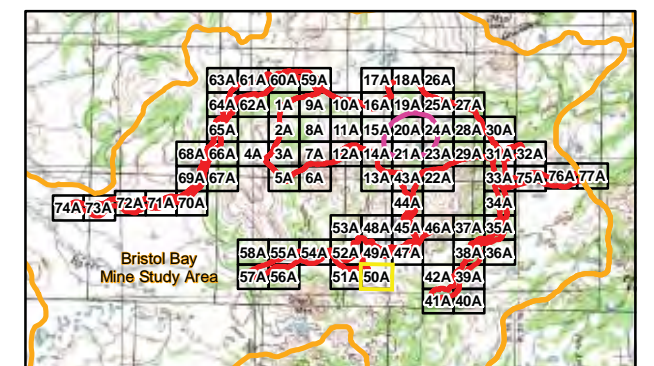 63A 61A 60A 59A 17A 18A 26A
64A 62A 1A 9A 10A 16A 19A 25A 27A
65A 2A 8A 11A 15A 20A 24A 28A 30A
68A 66A 4A 3A 7A 12A 14A 21A 23A 29A 31A 32A
69A 67A 5A 6A 13A 43A 22A 33A 75A 76A 77A
74A 73A 72A 71A 70A 44A 34A
53A 48A 45A 46A 37A 35A
Bristol Bay
Mine Study Area
58A 55A 54A 52A 49A 47A 38A 36A
57A 56A 51A 50A 42A 39A
41A 40A